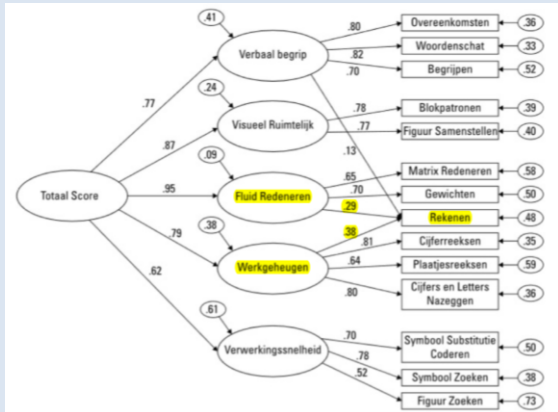 .41
.80
Overeenkomsten
.36
Verbaal begrip
.82
Woordenschat
.33
.70
Begrijpen
.52
.77
.24
.78
Blokpatronen
.39
Visueel Ruimtelijk
.77
Figuur Samenstellen
.40
.87
.13
.09
.65
Matrix Redeneren
.58
Totaal Score
.95
Fluid Redeneren
.70
Gewichten
.50
.29
Rekenen
.48
.79
.38
.38
.81
Cijferreeksen
.35
Werkgeheugen
.64
Plaatjesreeksen
.59
.62
.80
Cijfers en Letters
Nazeggen
.36
.61
.70
Symbool Substitutie
Coderen
.50
Verwerkingssnelheid
.78
Symbool Zoeken
.38
.52
Figuur Zoeken
.73